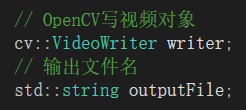 // OpenCV写视频对象
cv::VideoWriter writer;
// 输出文件名
std::string outputFile;